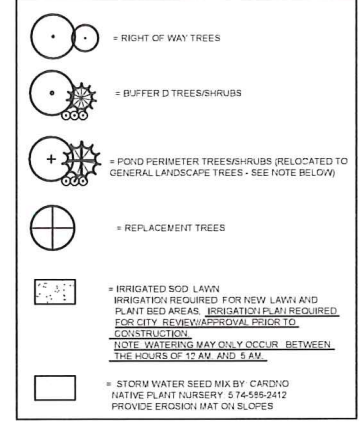 = RIGHT OF WAY TREES
= BUFFER D TREES/SHRUBS
= POND PERIMETER TREES/SHRUBS (RELOCATED TO
GENERAL LANDSCAPE TREES - SEE NOTE BELOW)
= REPLACEMENT TREES
= IRRIGATED SOD LAWN
IRRIGATION REQUIRED FOR NEW LAWN AND
PLANT BED AREAS. IRRIGATION PLAN REQUIRED
FOR CITY REVIEW/APPROVAL PRIOR TO
CONSTRUCTION.
NOTE WATERING MAY ONLY OCCUR BETWEEN
THE HOURS OF 12 AM. AND 5 AM.
= STORM WATER SEED MIX BY CARDNO
NATIVE PLANT NURSERY 574-586-2412
PROVIDE EROSION MAT ON SLOPES